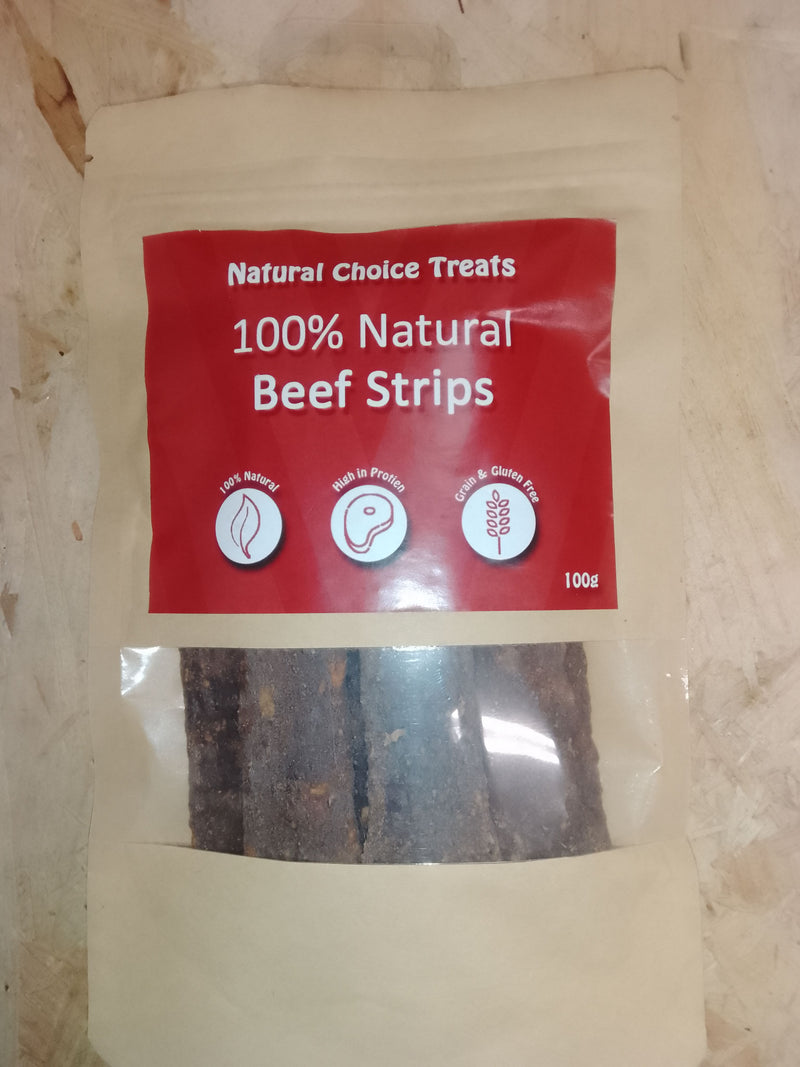 Natural Choice Treats
100% Natural
Beef Strips
100% Natural
High in Protien
Grain & Gluten Free
100g